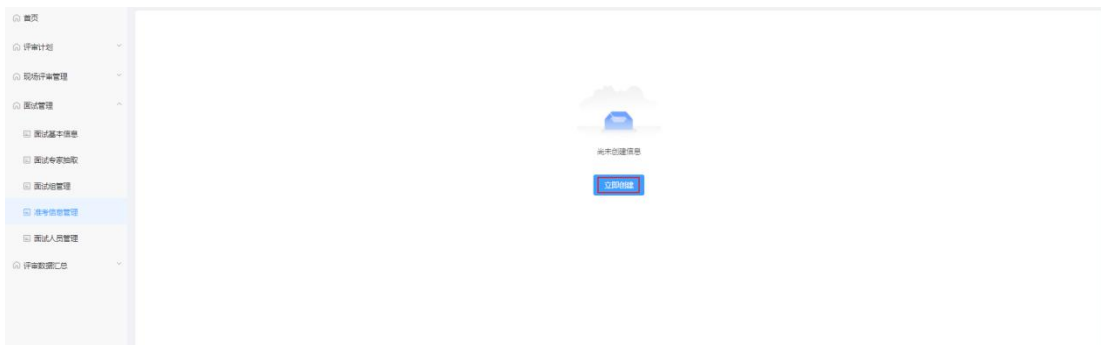 首页
评审计划
现场评审管理
面试管理
面试基本信息
面试专家抽取
面试组管理
准考信息管理
面试人员管理
评审数据汇总
尚未创建信息
立即创建